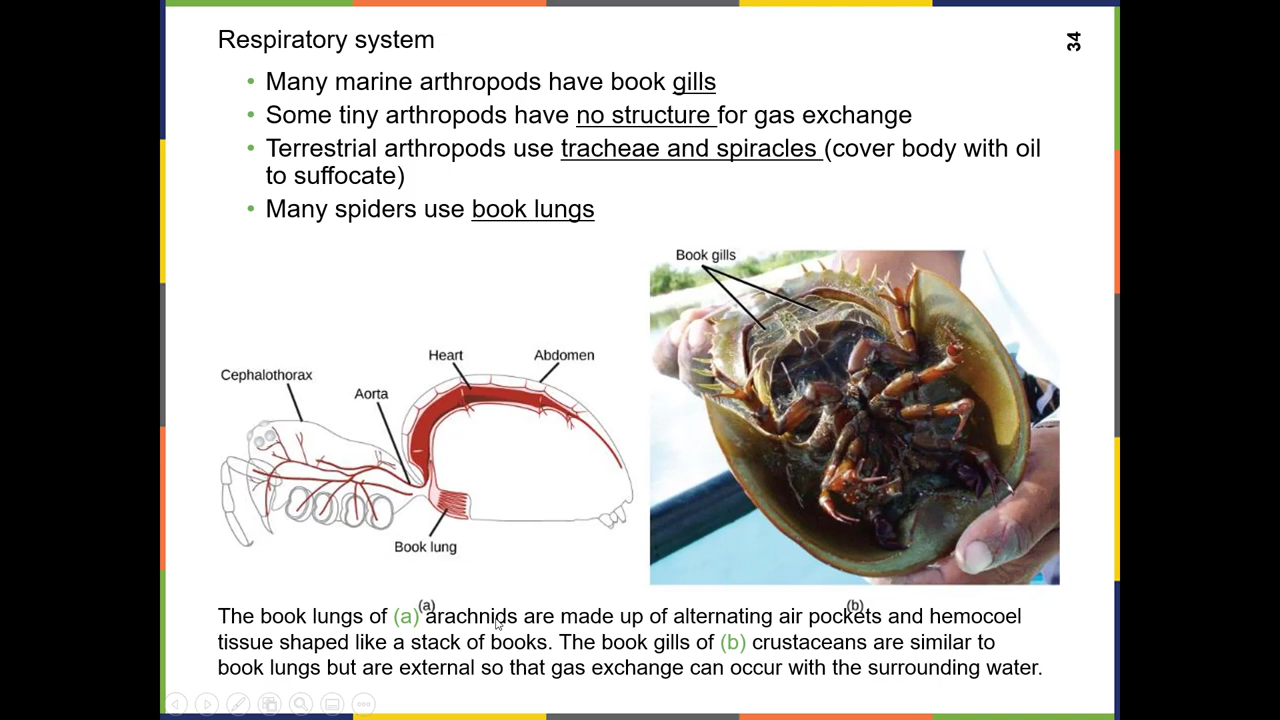 Respiratory system
34
• Many marine arthropods have book gills
• Some tiny arthropods have no structure for gas exchange
• Terrestrial arthropods use tracheae and spiracles (cover body with oil
to suffocate)
• Many spiders use book lungs
Book gills
Heart
Abdomen
Cephalothorax
Aorta
Book lung
(a)
(b)
The book lungs of (a) arachnids are made up of alternating air pockets and hemocoel
tissue shaped like a stack of books. The book gills of (b) crustaceans are similar to
book lungs but are external so that gas exchange can occur with the surrounding water.